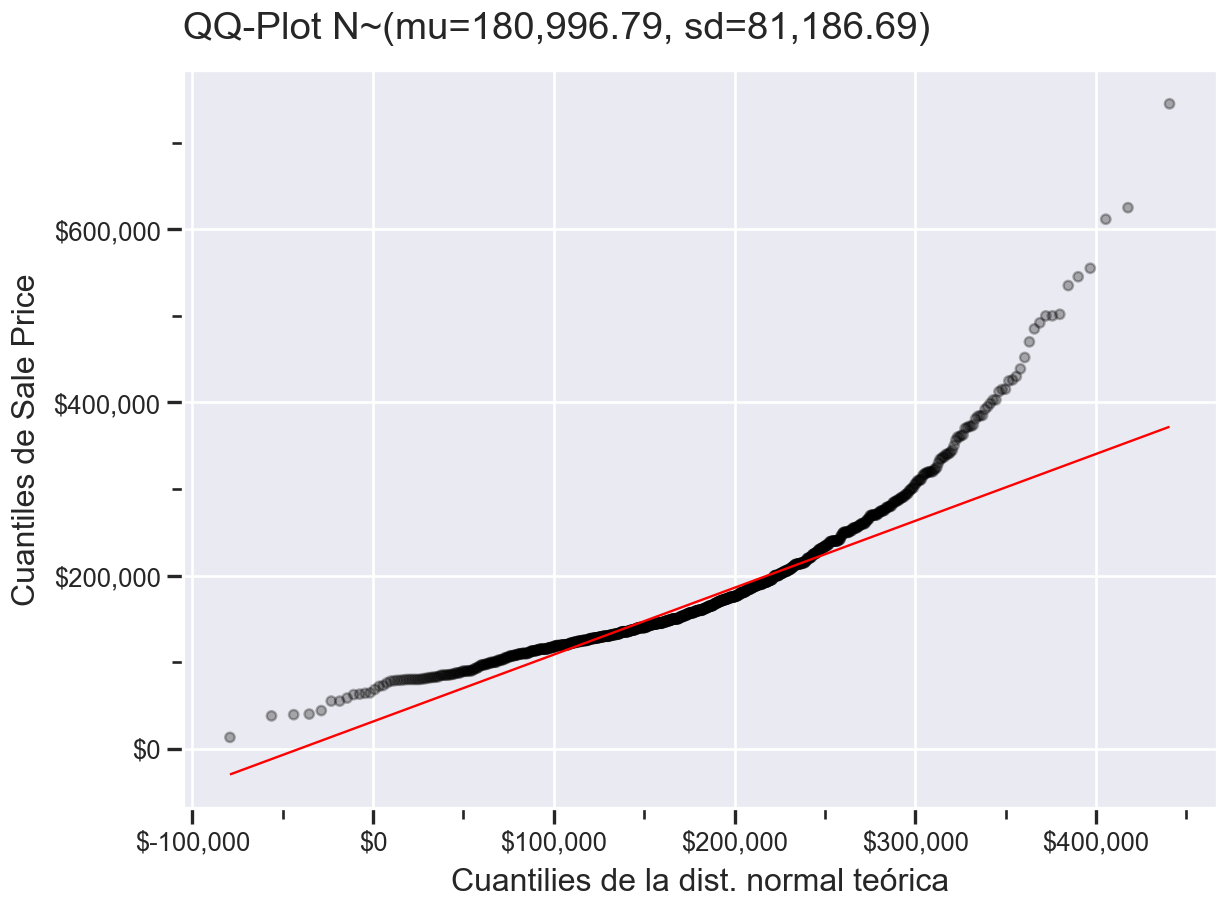 QQ-Plot N~(mu=180,996.79, sd=81,186.69)
Cuantiles de Sale Price
$600,000
$400,000
$200,000
$0
$-100,000 $0 $100,000 $200,000 $300,000 $400,000
Cuantilies de la dist. normal teórica